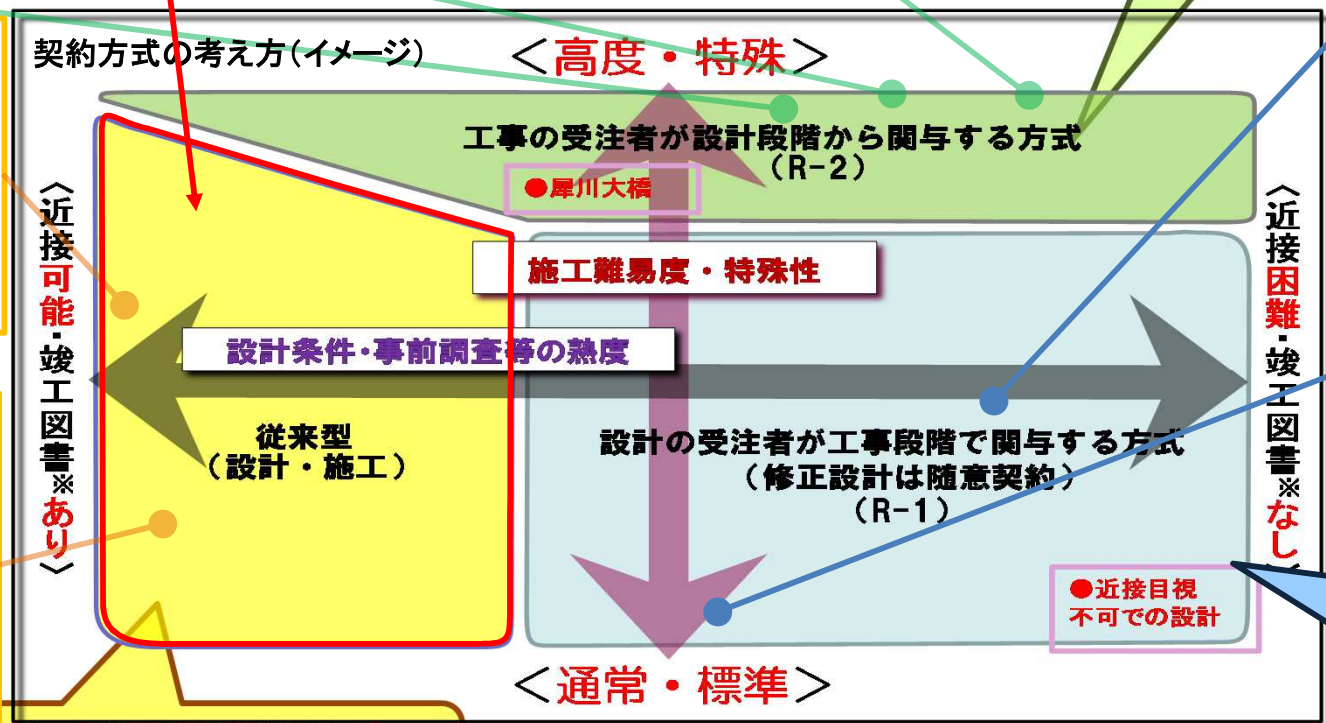 契約方式の考え方(イメージ)
＜高度・特殊＞
工事の受注者が設計段階から関与する方式
（R-2）
●犀川大橋
＜近接可能・竣工図書※あり＞
＜近接困難・竣工図書※なし＞
施工難易度・特殊性
設計条件・事前調査等の熟度
従来型
（設計・施工）
設計の受注者が工事段階で関与する方式
（修正設計は随意契約）
（R-1）
●近接目視
不可での設計
＜通常・標準＞